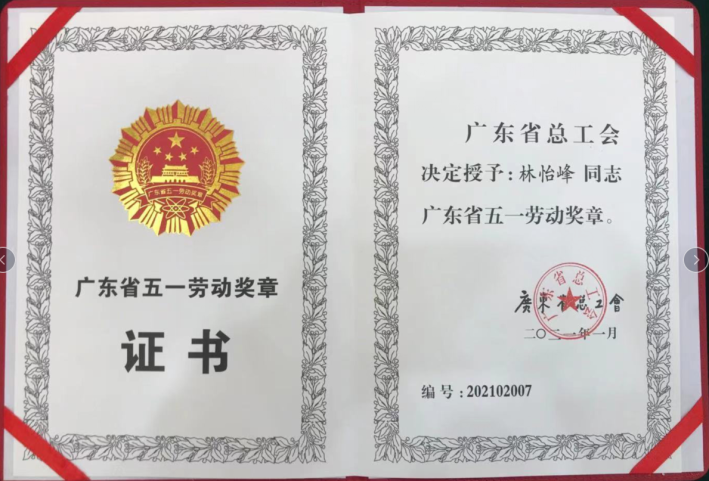 广东省五一劳动奖章
广东省五一劳动奖章
证书
广东省总工会
决定授予：林怡峰 同志
广东省五一劳动奖章。
广东省总工会
廣東省总工會
二〇二一年一月
编号：202102007